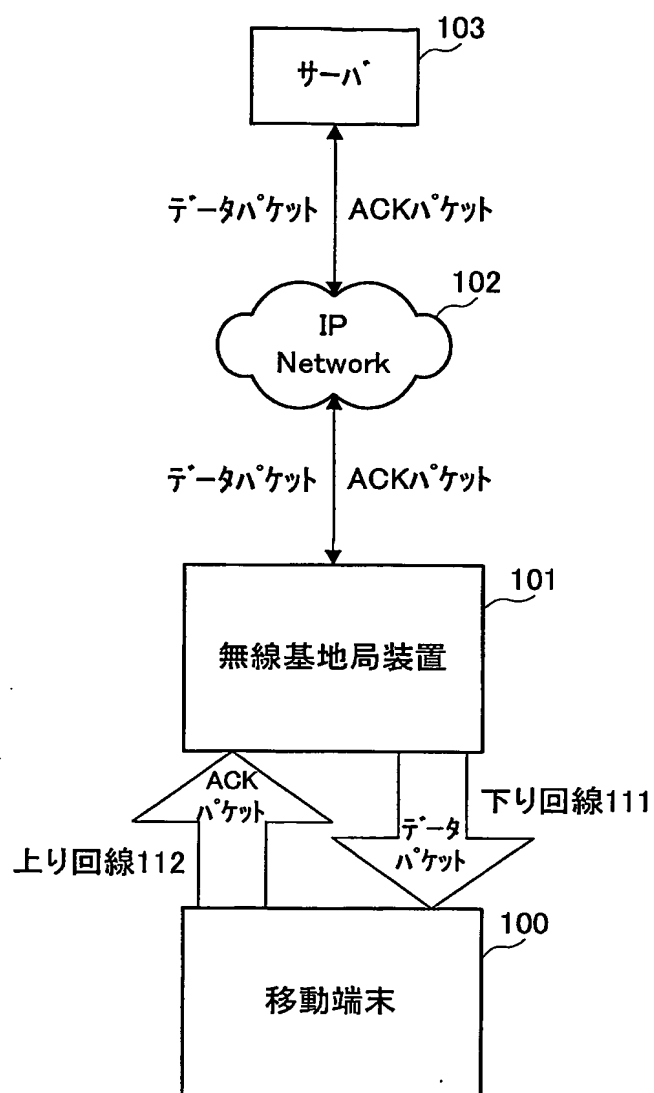 103
サーバ
データパケット ACKパケット
102
IP
Network
データパケット ACKパケット
101
無線基地局装置
ACK
パケット
下り回線111
データ
パケット
上り回線112
100
移動端末